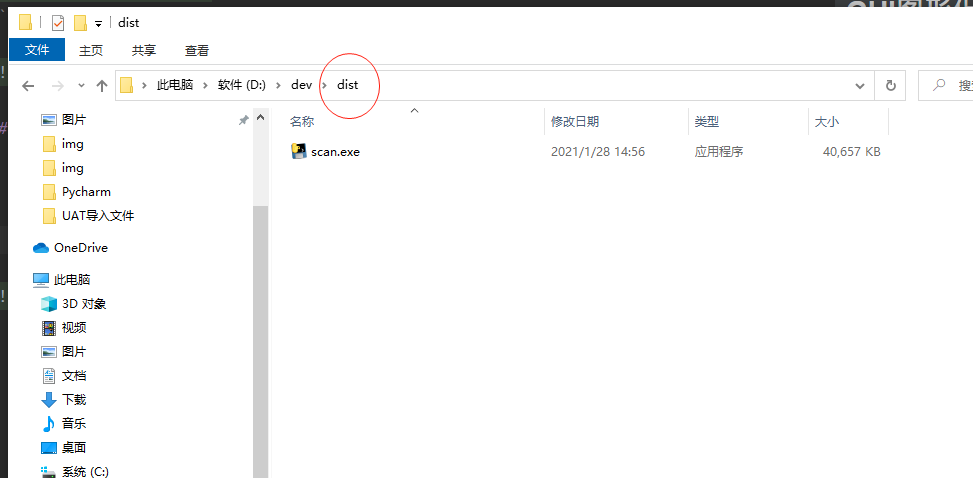 dist
文件 主页 共享 查看
此电脑 软件 (D:) dev dist
名称 修改日期 类型 大小
scan.exe 2021/1/28 14:56 应用程序 40,657 KB
图片
img
img
Pycharm
UAT导入文件
OneDrive
此电脑
3D 对象
视频
图片
文档
下载
音乐
桌面
系统 (C:)